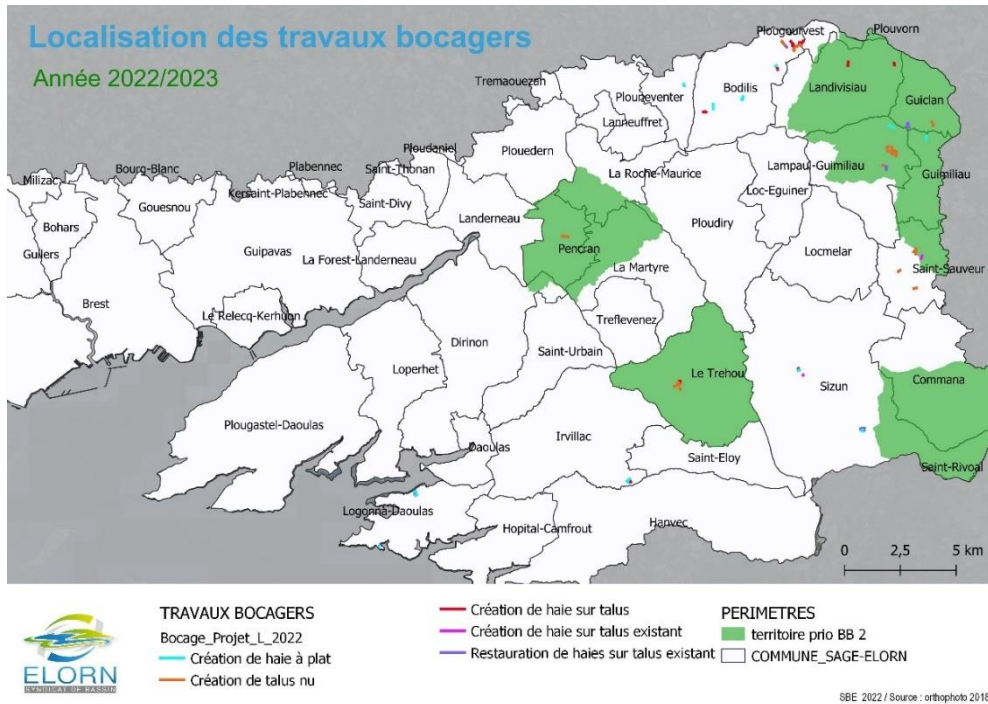 Localisation des travaux bocagers
Année 2022/2023
Plougourvest
Plouvorn
Tremaouezan
Plouneventer
Bodilis
Landivisiau
Guiclan
Lanneuffret
Ploudaniel
Plouedern
Bourg-Blanc
Plabennec
Saint-Thonan
La Roche-Maurice
Lampaul-Guimiliau
Guimiliau
Milizac
Kersaint-Plabennec
Saint-Divy
Loc-Eguiner
Gouesnou
Bohars
Landerneau
Ploudiry
Guilers
Guipavas
La Forest-Landerneau
Pencran
Locmelar
La Martyre
Saint-Sauveur
Brest
Le Relecq-Kerhuon
Treflevenez
Dirinon
Saint-Urbain
Loperhet
Le Trehou
Sizun
Commana
Plougastel-Daoulas
Irvillac
Daoulas
Saint-Eloy
Saint-Rivoal
Logonna-Daoulas
Hopital-Camfrout
Hanvec
0 2,5 5 km
ELORN
SYNDICAT DE BASSIN
TRAVAUX BOCAGERS
Bocage_Projet_L_2022
Création de haie à plat
Création de talus nu
Création de haie sur talus
Création de haie sur talus existant
Restauration de haies sur talus existant
PERIMETRES
territoire prio BB 2
COMMUNE_SAGE-ELORN
SBE 2022 / Source : orthophoto 2018